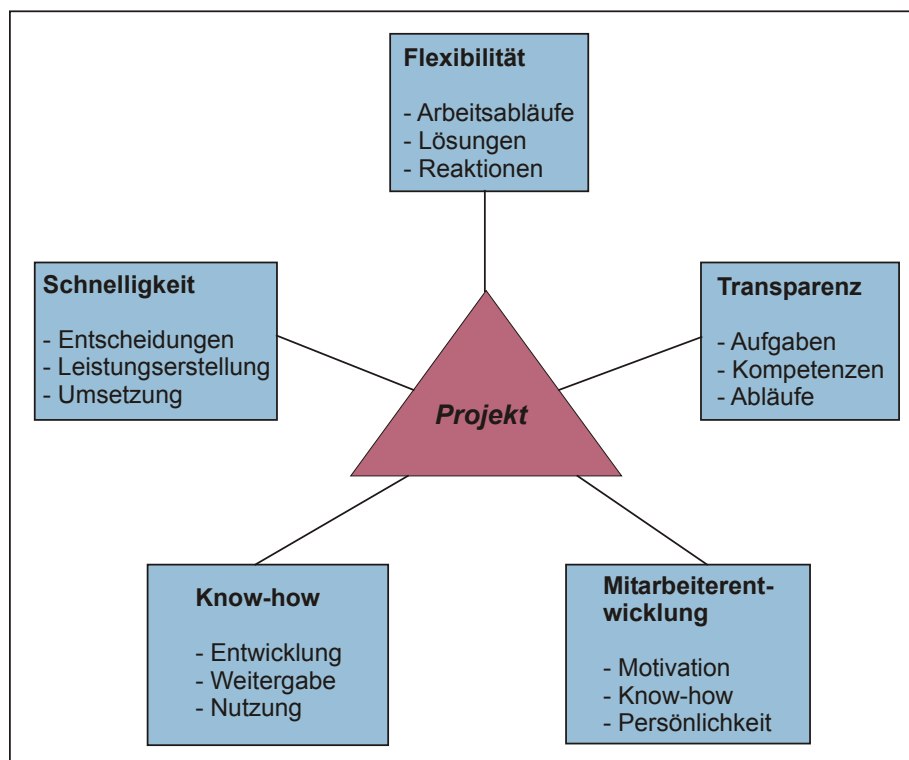 Flexibilität
- Arbeitsabläufe
- Lösungen
- Reaktionen
Schnelligkeit
- Entscheidungen
- Leistungserstellung
- Umsetzung
Transparenz
- Aufgaben
- Kompetenzen
- Abläufe
Projekt
Know-how
- Entwicklung
- Weitergabe
- Nutzung
Mitarbeiterent-
wicklung
- Motivation
- Know-how
- Persönlichkeit